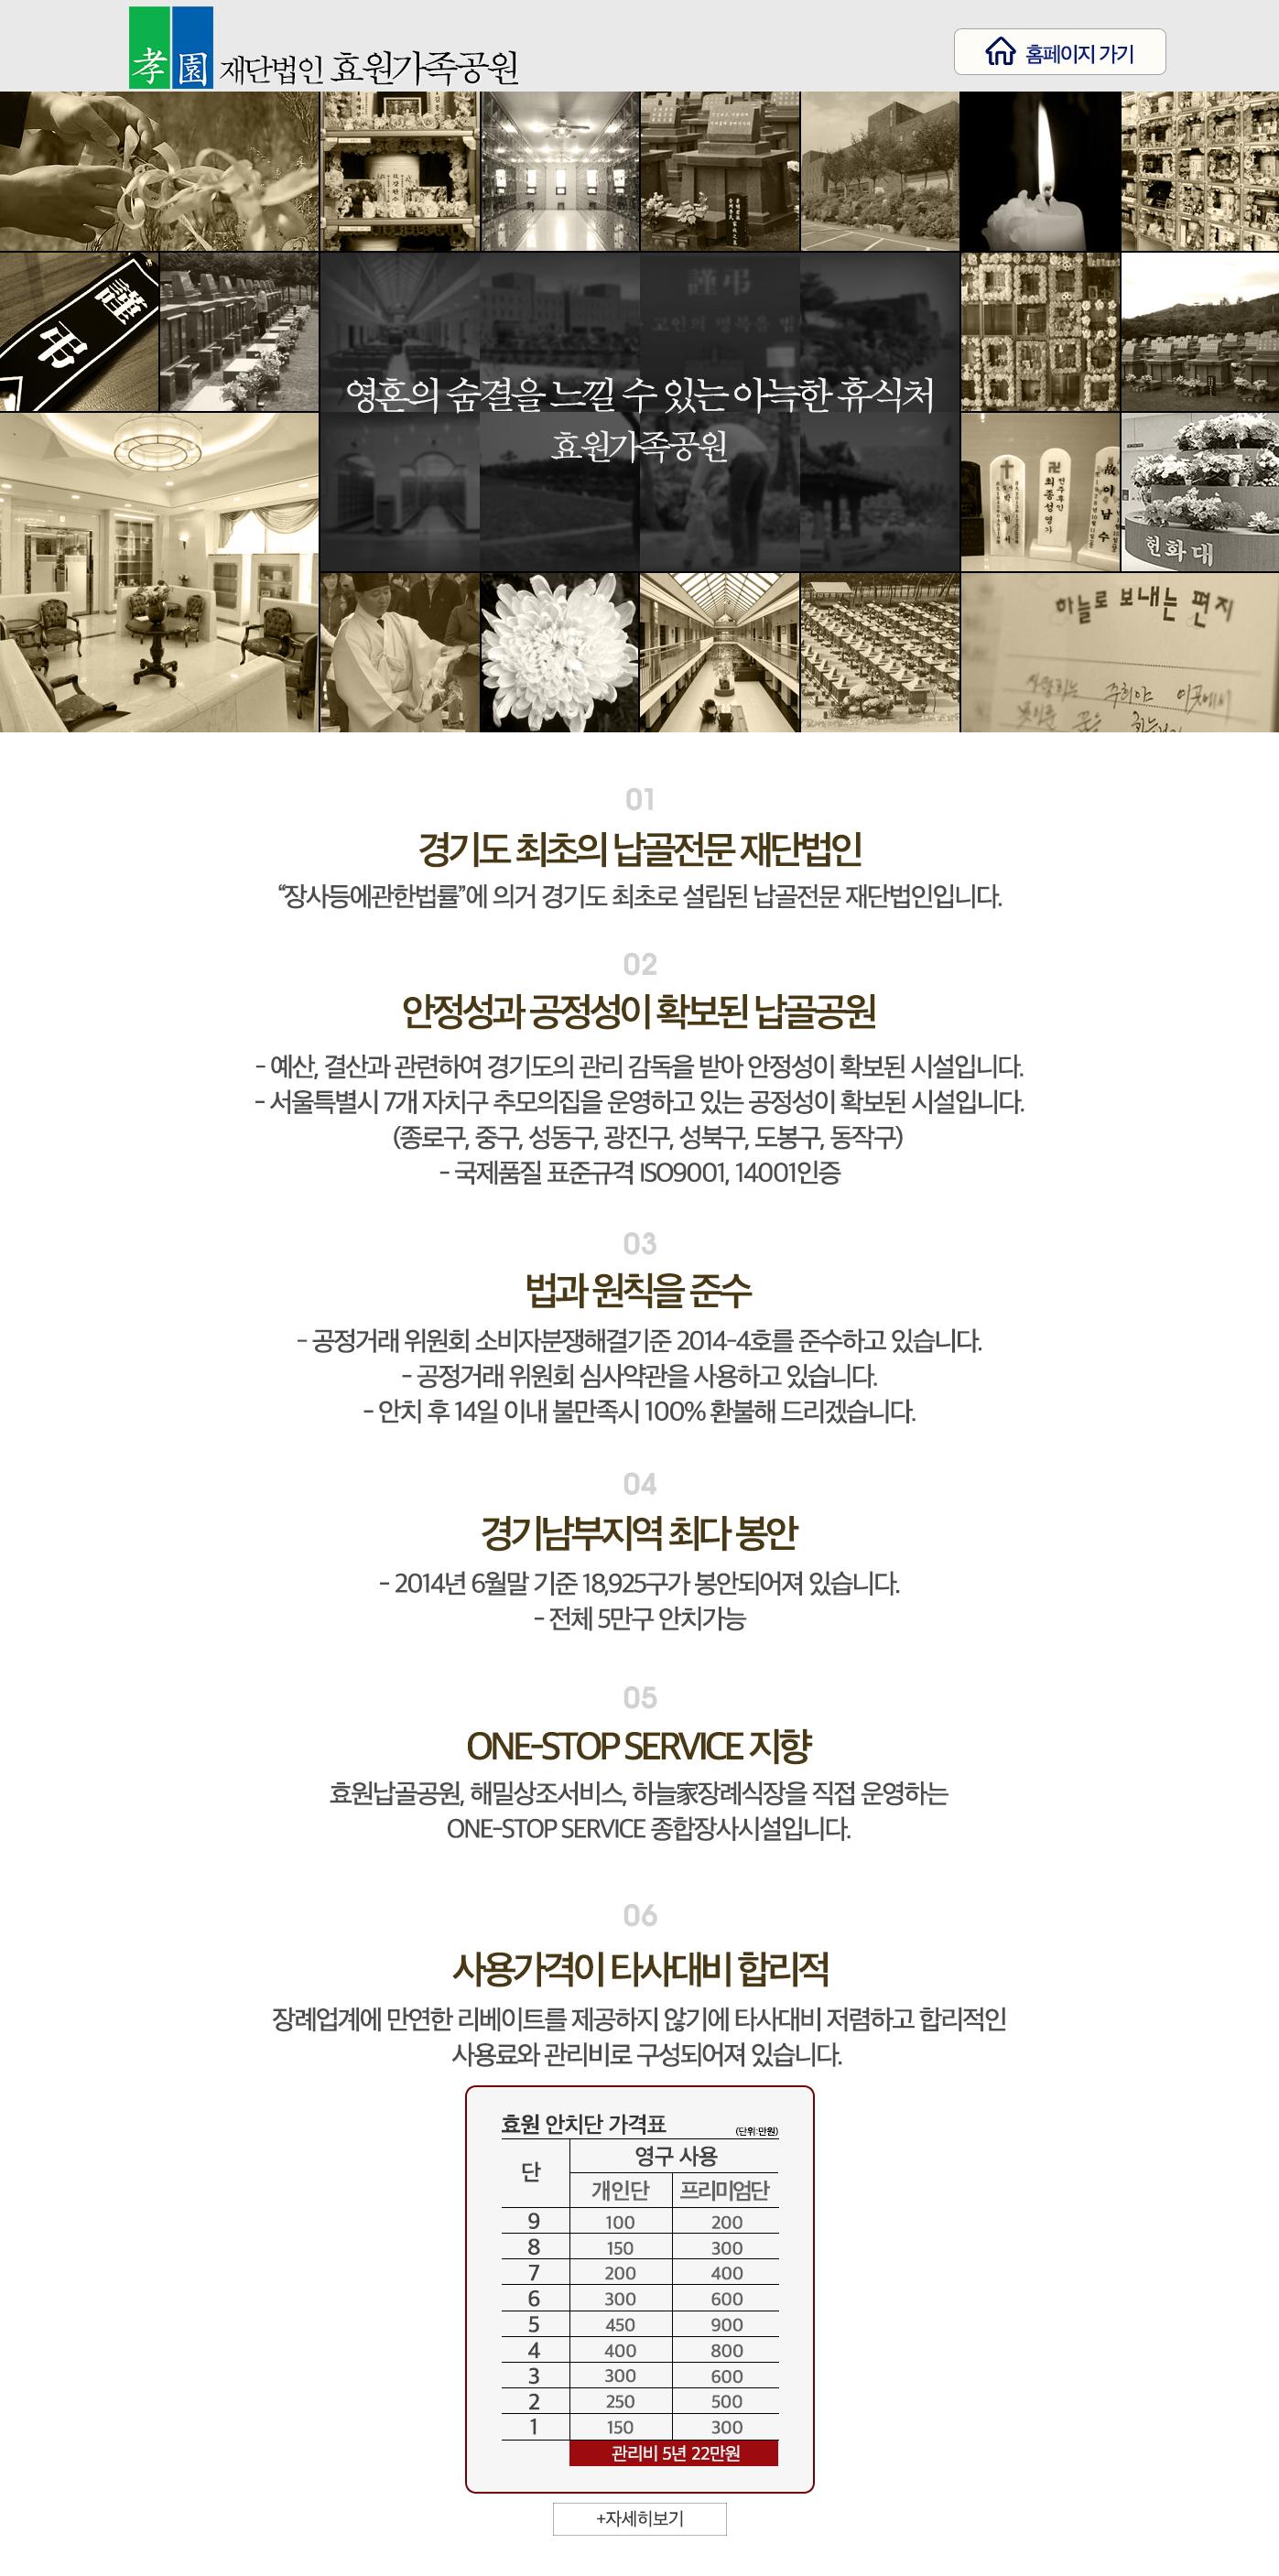 孝園 재단법인 효원가족공원
홈페이지 가기
謹弔
謹弔
고인의 명복을 빕
영혼의 숨결을 느낄 수 있는 아늑한 휴식처
효원가족공원
최종성영가
헌화대
하늘로 보내는 편지
사랑하는 주희야 이곳에서
01
경기도 최초의 납골전문 재단법인
“장사등에관한법률”에 의거 경기도 최초로 설립된 납골전문 재단법인입니다.
02
안정성과 공정성이 확보된 납골공원
- 예산, 결산과 관련하여 경기도의 관리 감독을 받아 안정성이 확보된 시설입니다.
- 서울특별시 7개 자치구 추모의집을 운영하고 있는 공정성이 확보된 시설입니다.
(종로구, 중구, 성동구, 광진구, 성북구, 도봉구, 동작구)
- 국제품질 표준규격 ISO9001, 14001인증
03
법과 원칙을 준수
- 공정거래 위원회 소비자분쟁해결기준 2014-4호를 준수하고 있습니다.
- 공정거래 위원회 심사약관을 사용하고 있습니다.
- 안치 후 14일 이내 불만족시 100% 환불해 드리겠습니다.
04
경기남부지역 최다 봉안
- 2014년 6월말 기준 18,925구가 봉안되어져 있습니다.
- 전체 5만구 안치가능
05
ONE-STOP SERVICE 지향
효원납골공원, 해밀상조서비스, 하늘家장례식장을 직접 운영하는
ONE-STOP SERVICE 종합장사시설입니다.
06
사용가격이 타사대비 합리적
장례업계에 만연한 리베이트를 제공하지 않기에 타사대비 저렴하고 합리적인
사용료와 관리비로 구성되어져 있습니다.
효원 안치단 가격표 (단위:만원)
단 영구 사용
개인단 프리미엄단
9 100 200
8 150 300
7 200 400
6 300 600
5 450 900
4 400 800
3 300 600
2 250 500
1 150 300
관리비 5년 22만원
+자세히보기